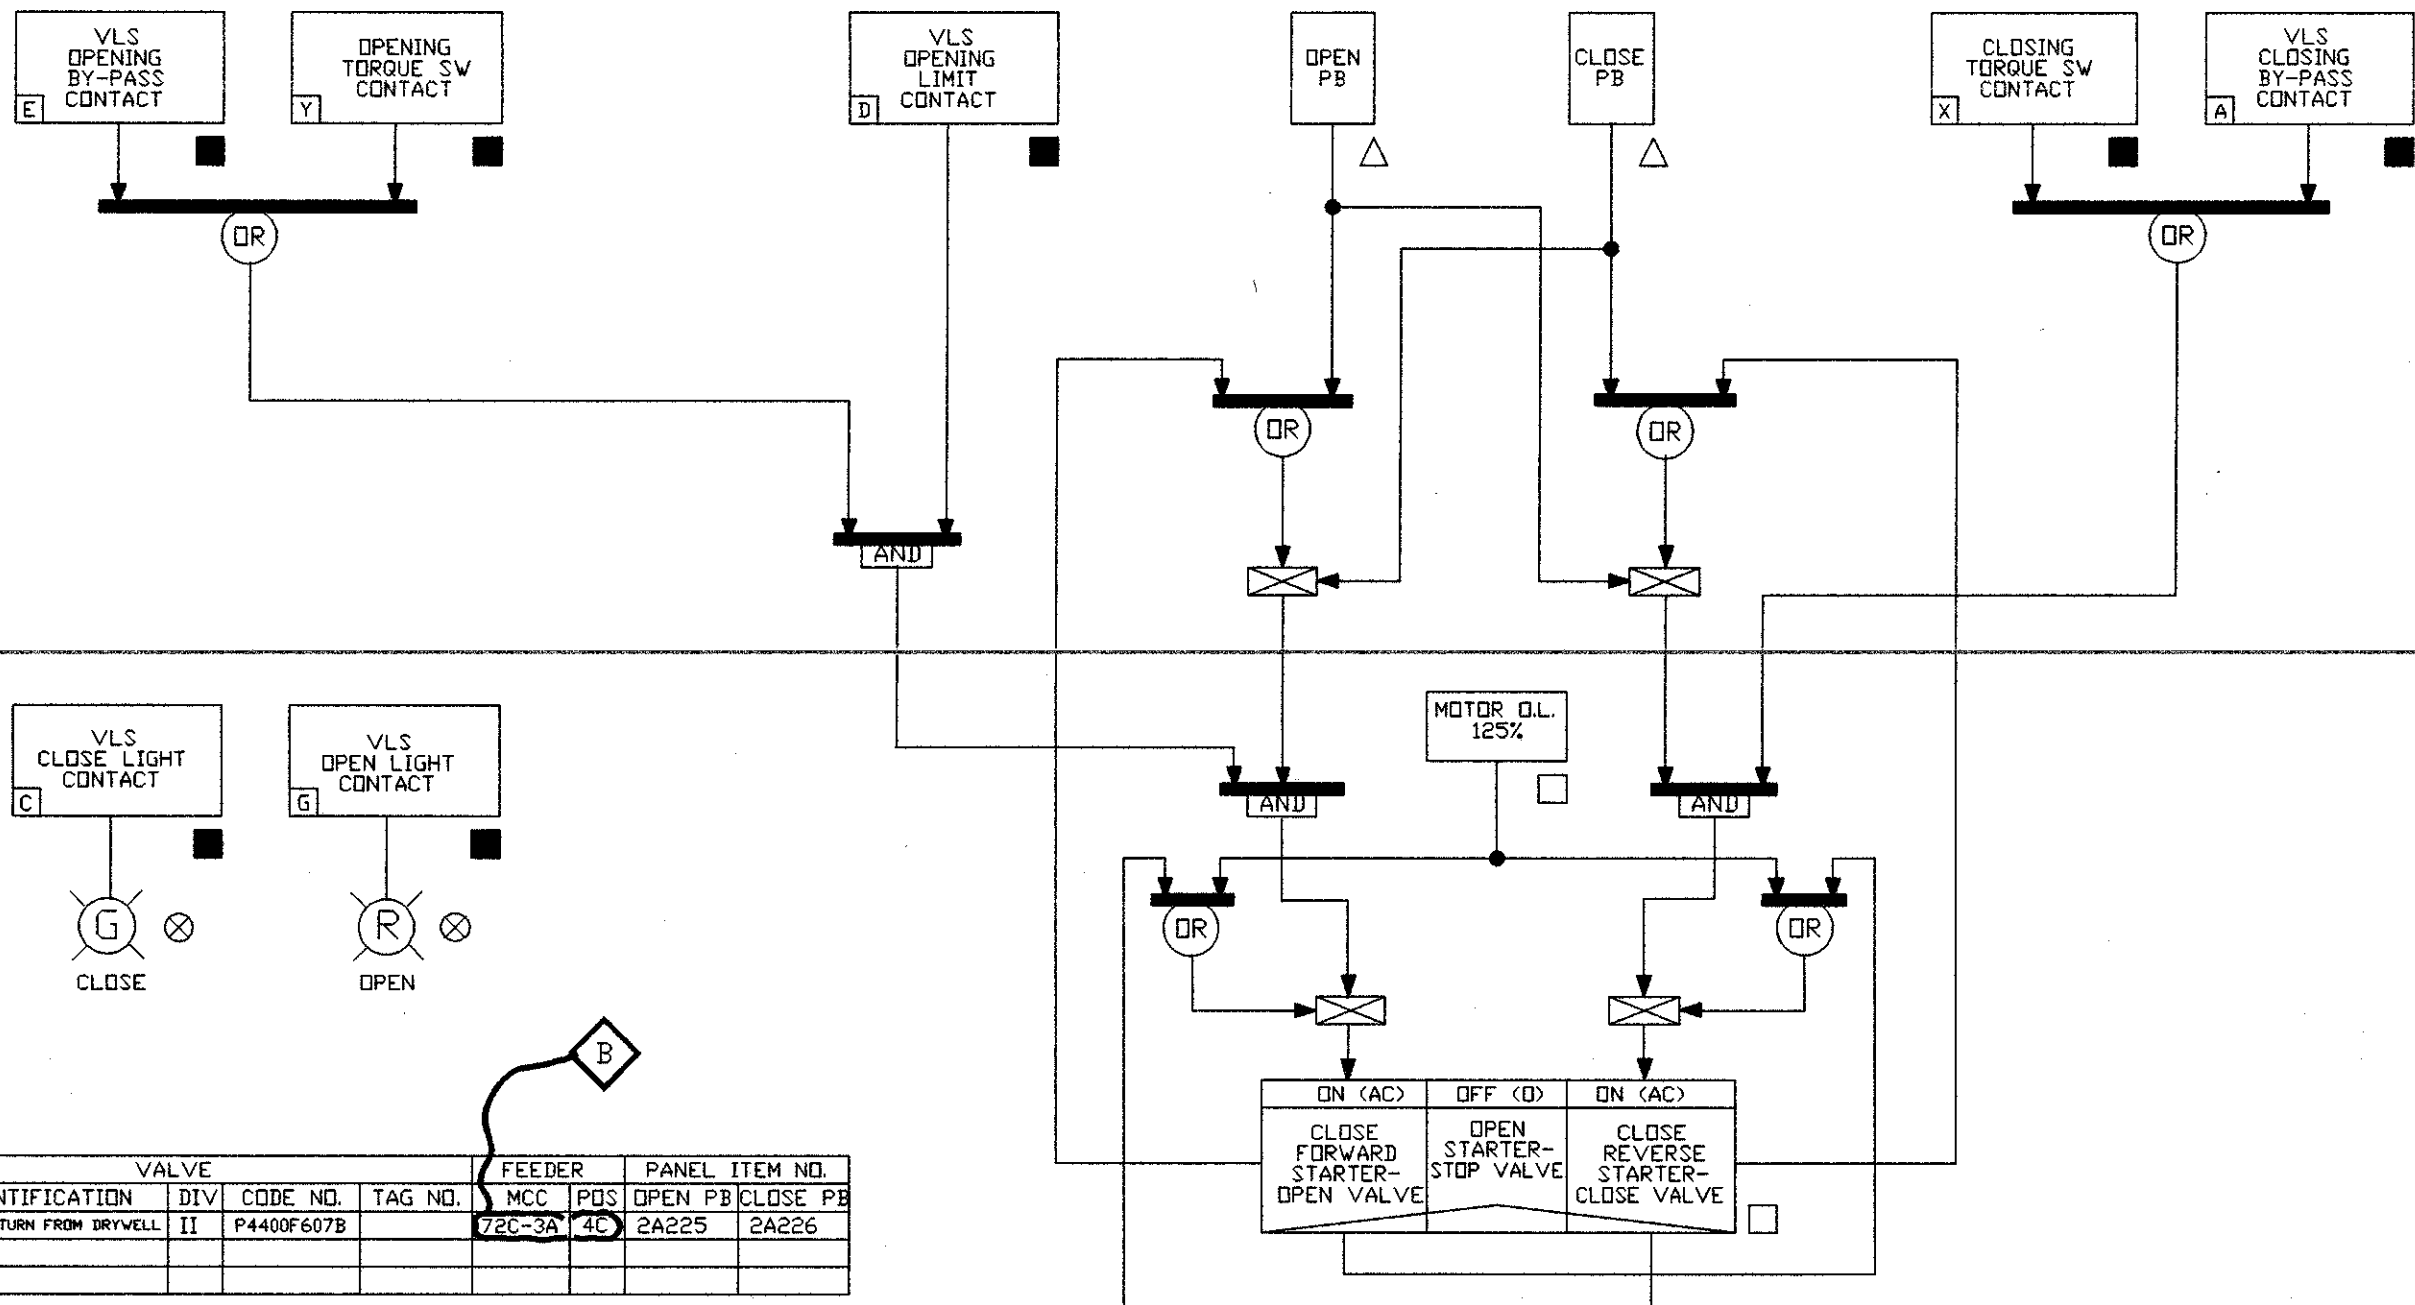 VLS
OPENING
BY-PASS
CONTACT
E
OPENING
TORQUE SW
CONTACT
Y
VLS
OPENING
LIMIT
CONTACT
D
OPEN
PB
CLOSE
PB
CLOSING
TORQUE SW
CONTACT
X
VLS
CLOSING
BY-PASS
CONTACT
A
OR
OR
OR
OR
AND
VLS
CLOSE LIGHT
CONTACT
C
VLS
OPEN LIGHT
CONTACT
G
MOTOR O.L.
125%
AND
AND
G
CLOSE
R
OPEN
OR
OR
B
ON (AC)
OFF (O)
ON (AC)
CLOSE
FORWARD
STARTER-
OPEN VALVE
OPEN
STARTER-
STOP VALVE
CLOSE
REVERSE
STARTER-
CLOSE VALVE
VALVE FEEDER PANEL ITEM NO.
NTIFICATION DIV CODE NO. TAG NO. MCC POS OPEN PB CLOSE PB
TURN FROM DRYWELL II P4400F607B 72C-3A 4C 2A225 2A226